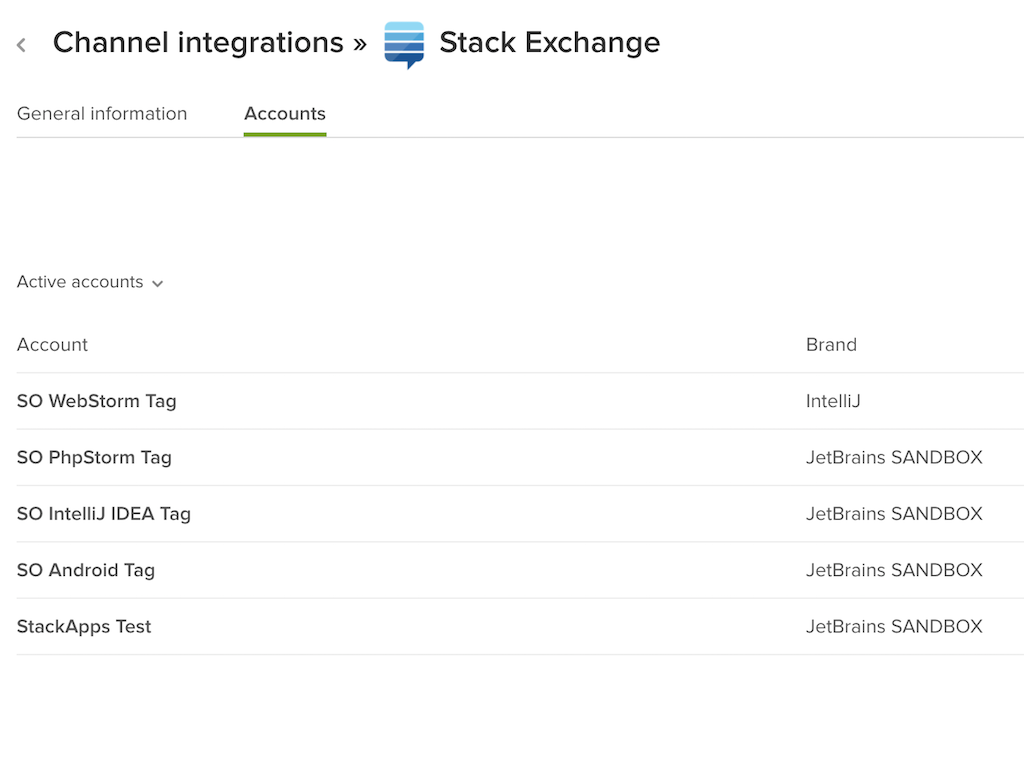 Channel integrations » Stack Exchange
General information Accounts
Active accounts
Account Brand
SO WebStorm Tag IntelliJ
SO PhpStorm Tag JetBrains SANDBOX
SO IntelliJ IDEA Tag JetBrains SANDBOX
SO Android Tag JetBrains SANDBOX
StackApps Test JetBrains SANDBOX